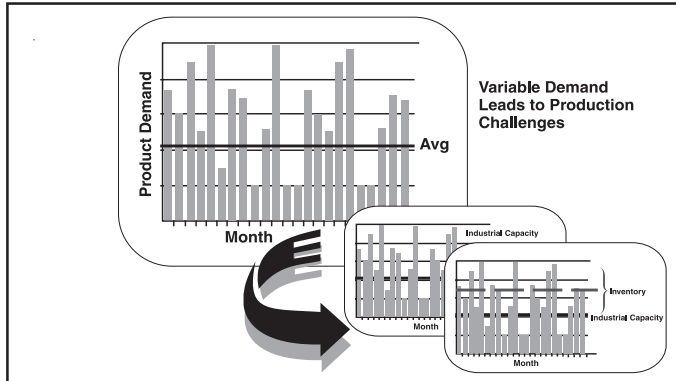 Product Demand
Avg
Month
Variable Demand
Leads to Production
Challenges
Industrial Capacity
Month
Inventory
Industrial Capacity
Month